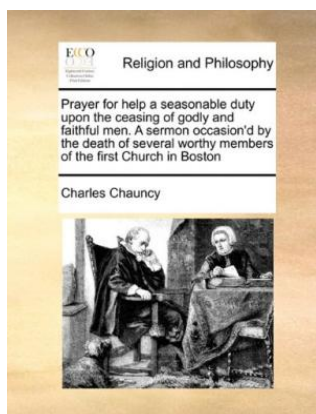 ECCO
Religion and Philosophy
Prayer for help a seasonable duty
upon the ceasing of godly and
faithful men. A sermon occasion'd by
the death of several worthy members
of the first Church in Boston
Charles Chauncy